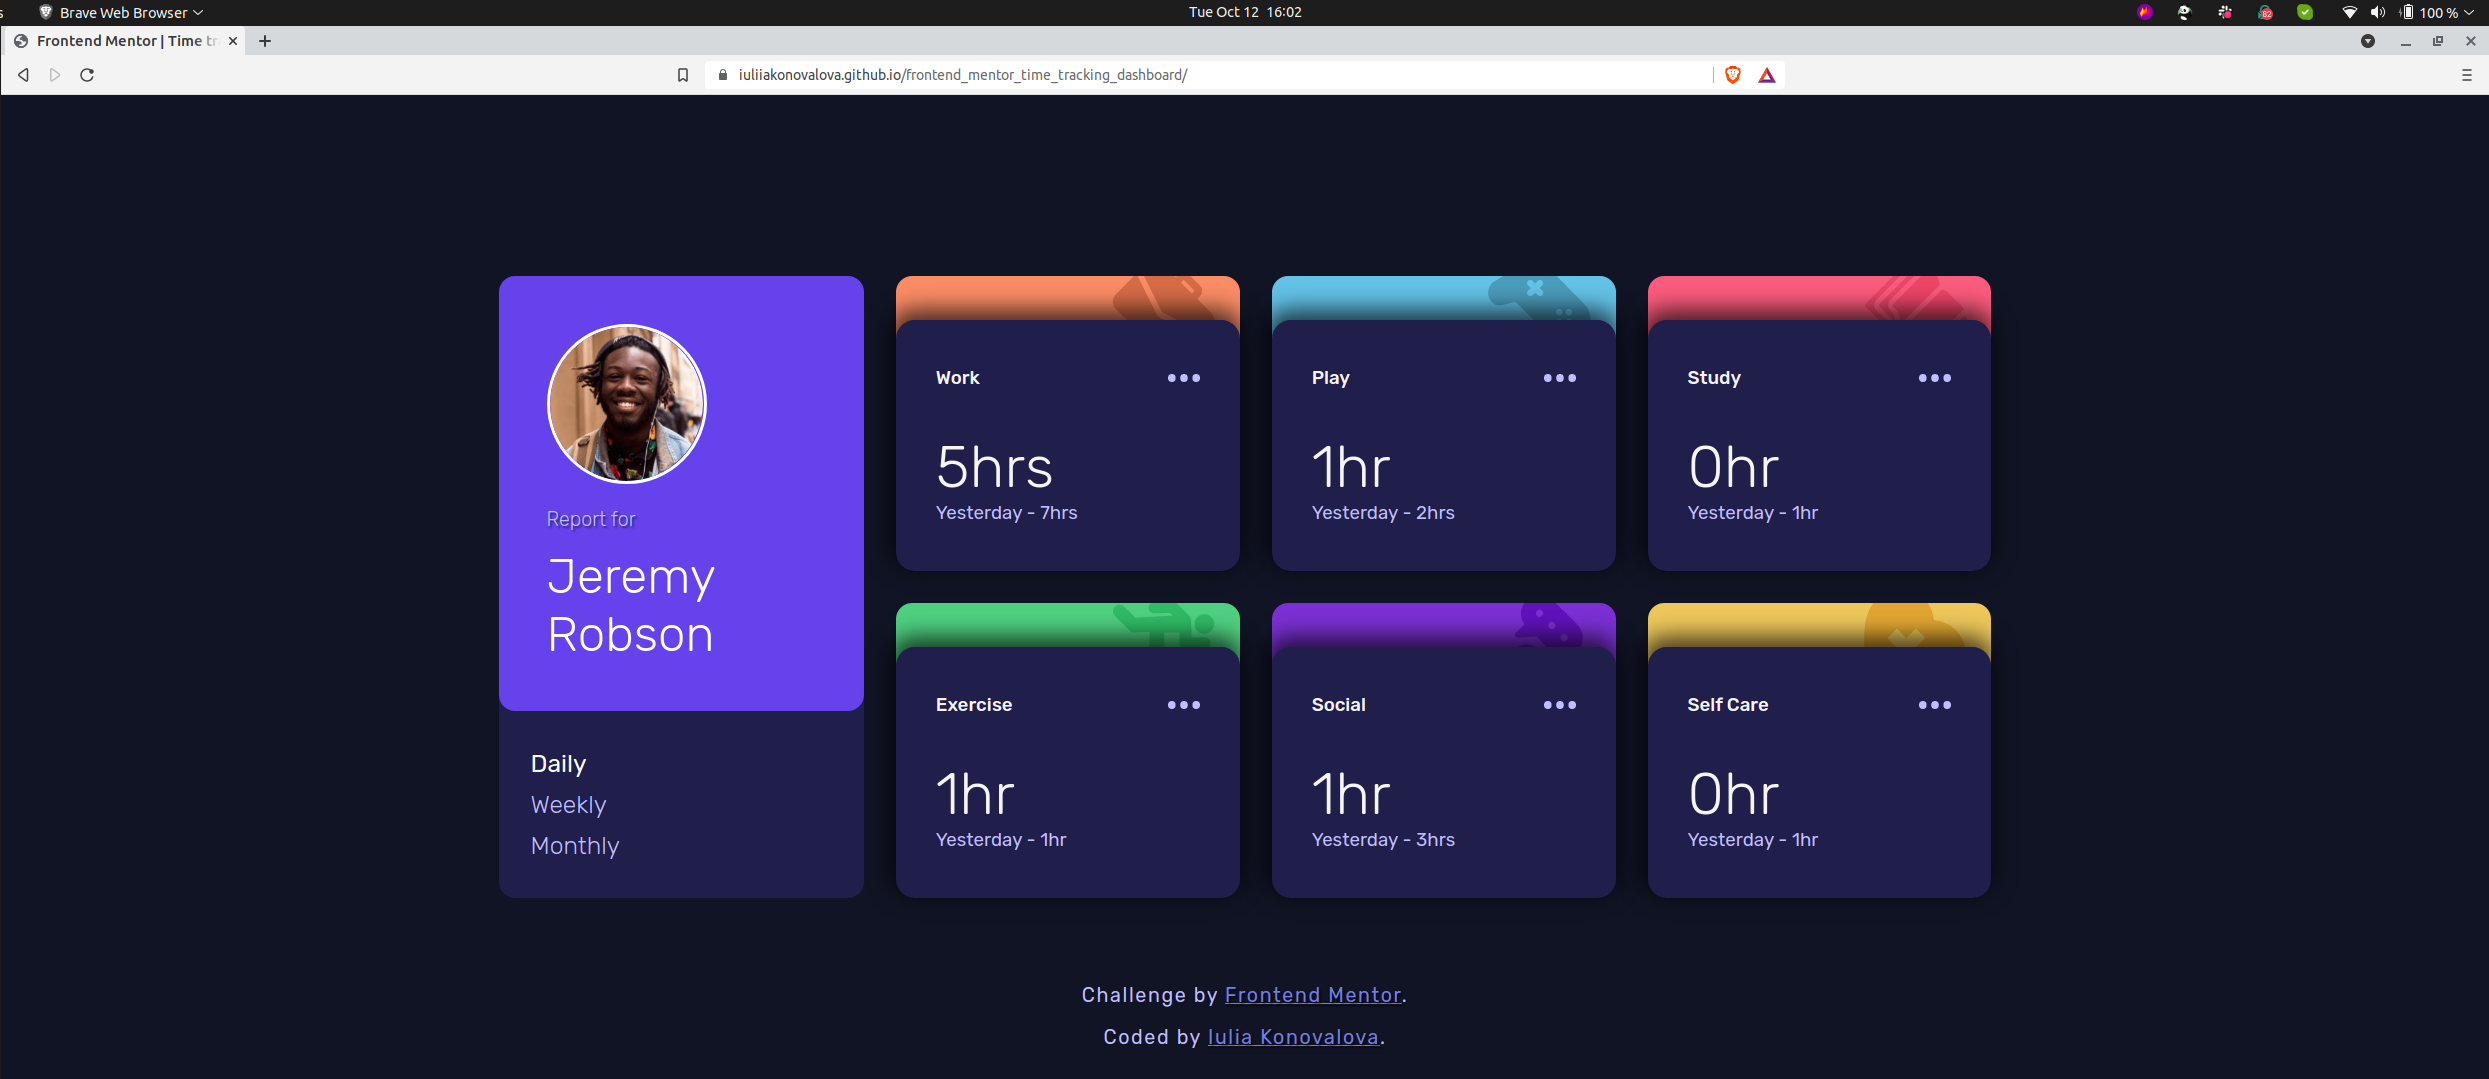 Brave Web Browser
Tue Oct 12 16:02
82
100 %
Frontend Mentor | Time tr
iuliiakonovalova.github.io/frontend_mentor_time_tracking_dashboard/
Report for
Jeremy
Robson
Daily
Weekly
Monthly
Work
5hrs
Yesterday - 7hrs
Play
1hr
Yesterday - 2hrs
Study
0hr
Yesterday - 1hr
Exercise
1hr
Yesterday - 1hr
Social
1hr
Yesterday - 3hrs
Self Care
0hr
Yesterday - 1hr
Challenge by Frontend Mentor.
Coded by Iulia Konovalova.